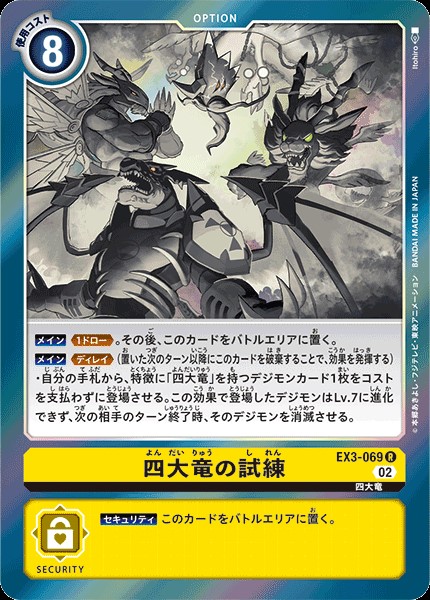 OPTION
使用コスト
8
Itohiro
BANDAI MADE IN JAPAN
©本郷あきよし・フジテレビ・東映アニメーション
メイン 1ドロー。その後、このカードをバトルエリアに置く。
メイン ディレイ（置いた次のターン以降にこのカードを破棄することで、効果を発揮する）
・自分の手札から、特徴に「四大竜」を持つデジモンカード1枚をコスト
を支払わずに登場させる。この効果で登場したデジモンはLv.7に進化
できず、次の相手のターン終了時、そのデジモンを消滅させる。
よんだいりゅう しれん
四大竜の試練
EX3-069 R
02
四大竜
セキュリティ このカードをバトルエリアに置く。
SECURITY